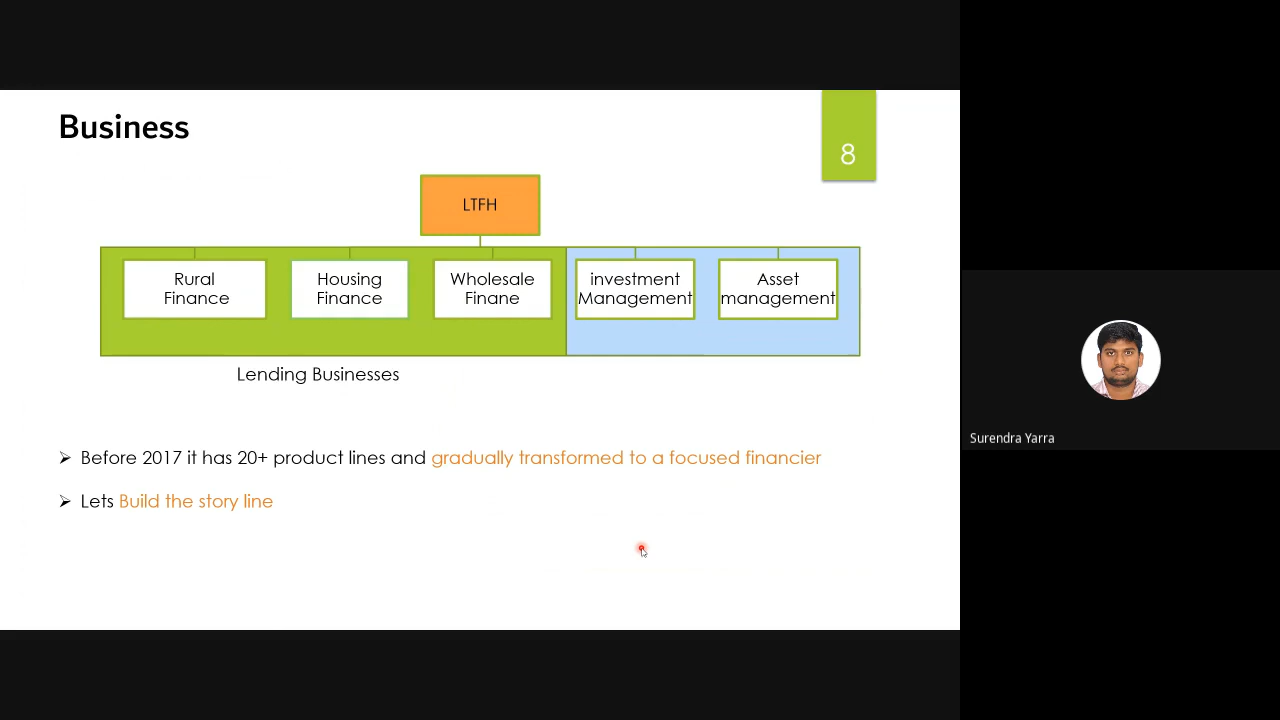 Business
8
LTFH
Rural
Finance
Housing
Finance
Wholesale
Finane
investment
Management
Asset
management
Lending Businesses
Before 2017 it has 20+ product lines and gradually transformed to a focused financier
Lets Build the story line
Surendra Yarra